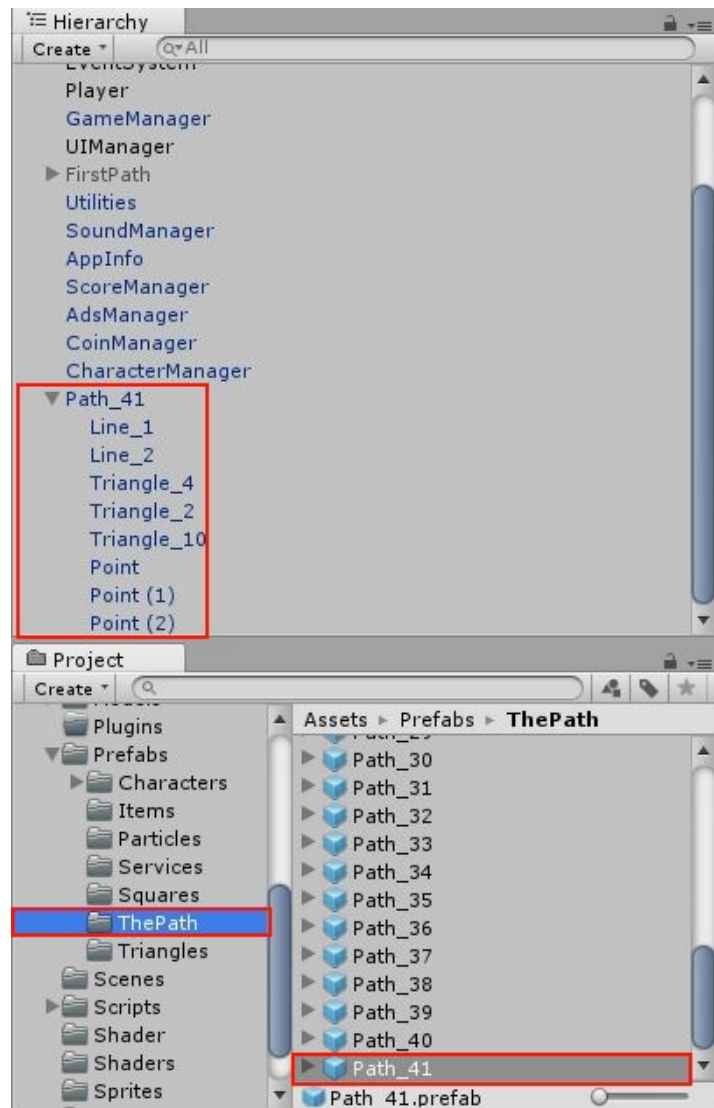 Hierarchy
Create All
EventSystem
Player
GameManager
UIManager
FirstPath
Utilities
SoundManager
AppInfo
ScoreManager
AdsManager
CoinManager
CharacterManager
Path_41
Line_1
Line_2
Triangle_4
Triangle_2
Triangle_10
Point
Point (1)
Point (2)
Project
Create
Plugins
Prefabs
Characters
Items
Particles
Services
Squares
ThePath
Triangles
Scenes
Scripts
Shader
Shaders
Sprites
Assets Prefabs ThePath
Path_29
Path_30
Path_31
Path_32
Path_33
Path_34
Path_35
Path_36
Path_37
Path_38
Path_39
Path_40
Path_41
Path_41.prefab